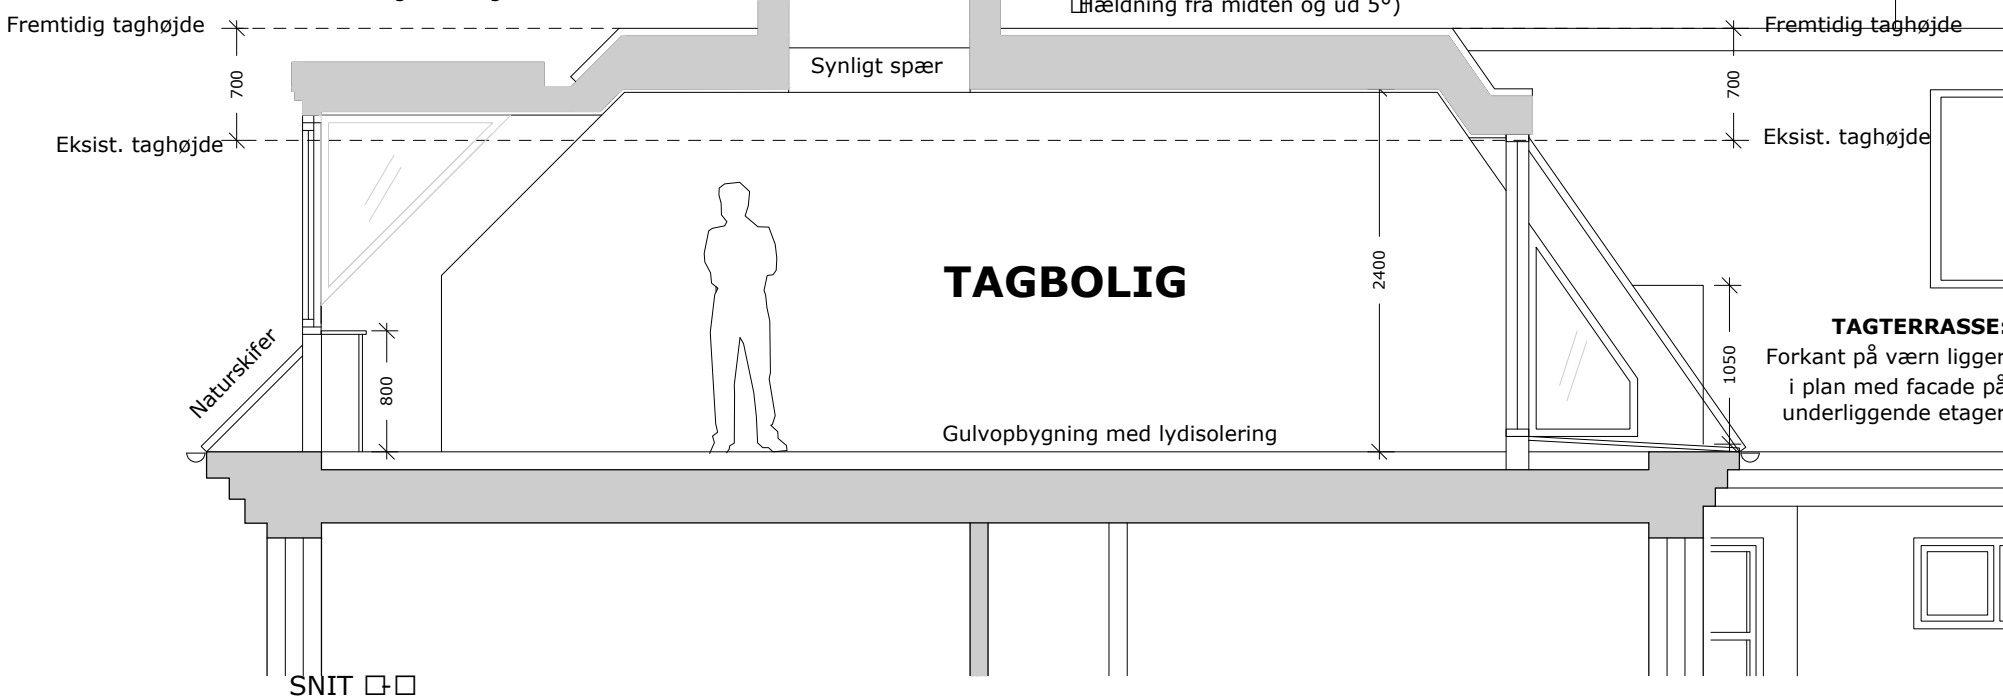 Hældning fra midten og ud 5°)
Fremtidig taghøjde
Fremtidig taghøjde
Synligt spær
700
700
Eksist. taghøjde
Eksist. taghøjde
TAGBOLIG
2400
Naturskifer
800
1050
TAGTERRASSE:
Forkant på værn ligger
i plan med facade på
underliggende etager
Gulvopbygning med lydisolering
SNIT